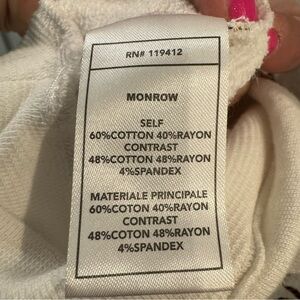 RN# 119412
MONROW
SELF
60%COTTON 40%RAYON
CONTRAST
48%COTTON 48%RAYON
4%SPANDEX
MATERIALE PRINCIPALE
60%COTON 40%RAYON
CONTRAST
48%COTON 48%RAYON
4%SPANDEX